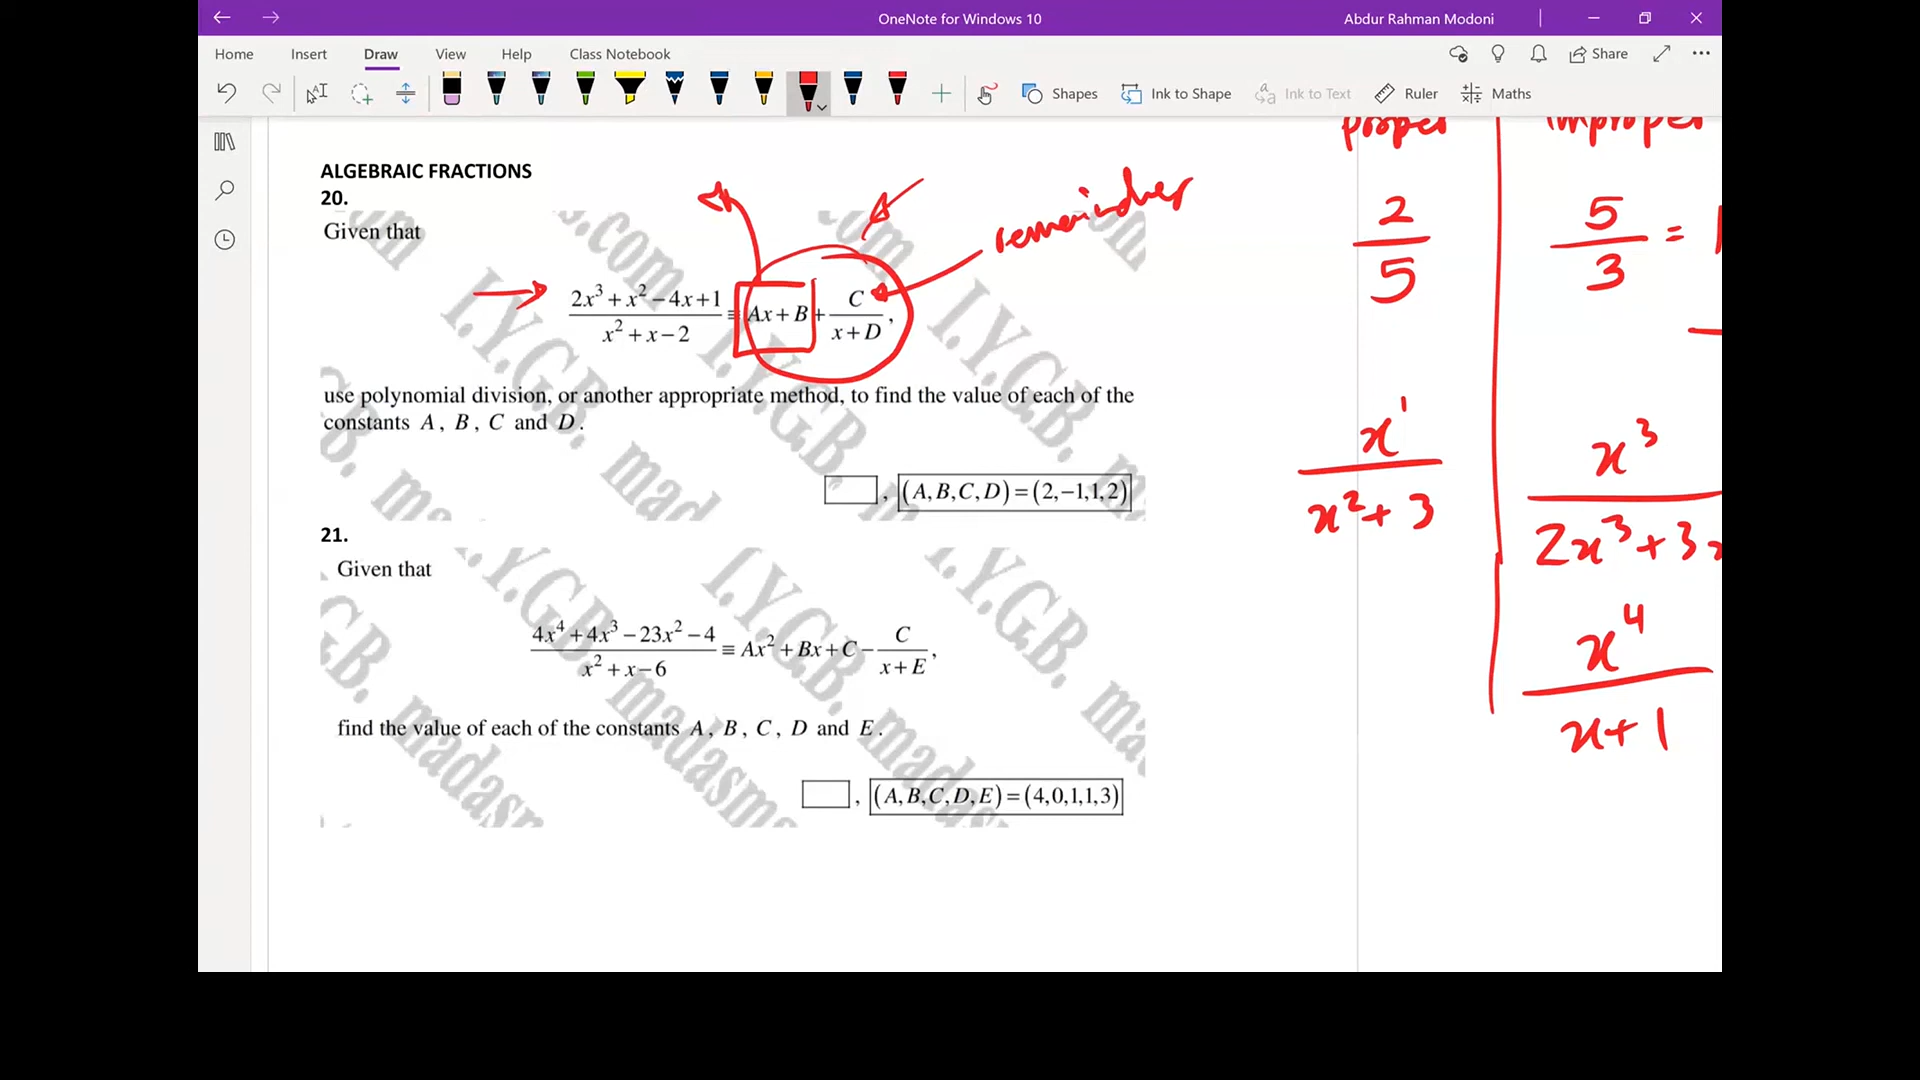 OneNote for Windows 10
Abdur Rahman Modoni
Home Insert Draw View Help Class Notebook
Share
Shapes Ink to Shape Ink to Text Ruler Maths
proper improper
ALGEBRAIC FRACTIONS
20.
Given that
remainder
(2x³ + x² − 4x + 1)/(x² + x − 2) ≡ Ax + B + C/(x + D),
use polynomial division, or another appropriate method, to find the value of each of the
constants A, B, C and D.
, (A, B, C, D) = (2, −1, 1, 2)
21.
Given that
(4x⁴ + 4x³ − 23x² − 4)/(x² + x − 6) ≡ Ax² + Bx + C − C/(x + E),
find the value of each of the constants A, B, C, D and E.
, (A, B, C, D, E) = (4, 0, 1, 1, 3)
2/5
5/3 =
x¹/(x² + 3)
x³/(2x³ + 3
x⁴/(x + 1
I.Y.G.B. madasm